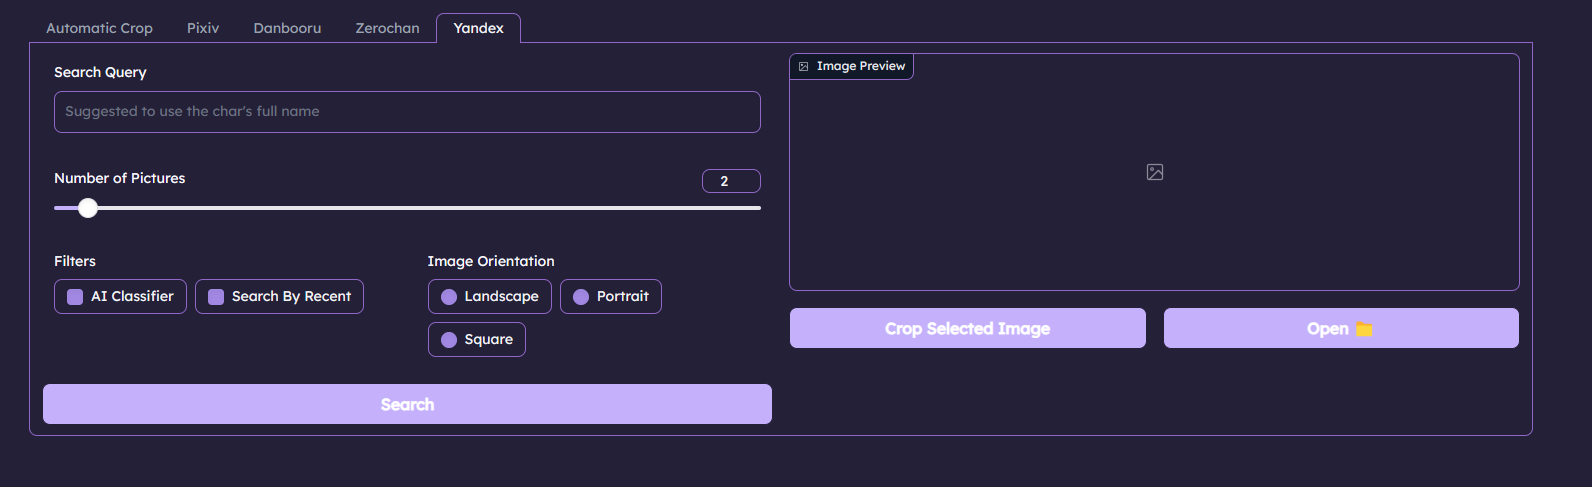 Automatic Crop Pixiv Danbooru Zerochan Yandex
Search Query
Suggested to use the char's full name
Number of Pictures 2
Filters
AI Classifier Search By Recent
Image Orientation
Landscape Portrait
Square
Search
Image Preview
Crop Selected Image Open